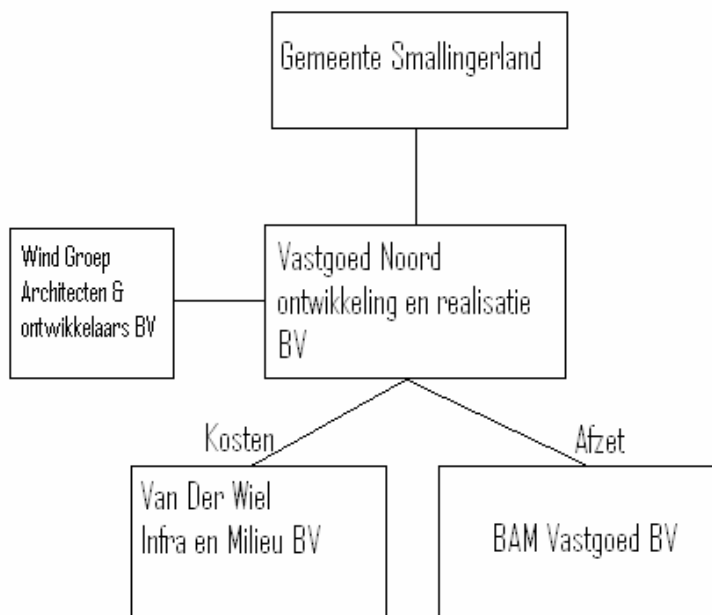 Gemeente Smallingerland
Wind Groep
Architecten &
ontwikkelaars BV
Vastgoed Noord
ontwikkeling en realisatie
BV
Kosten
Afzet
Van Der Wiel
Infra en Milieu BV
BAM Vastgoed BV